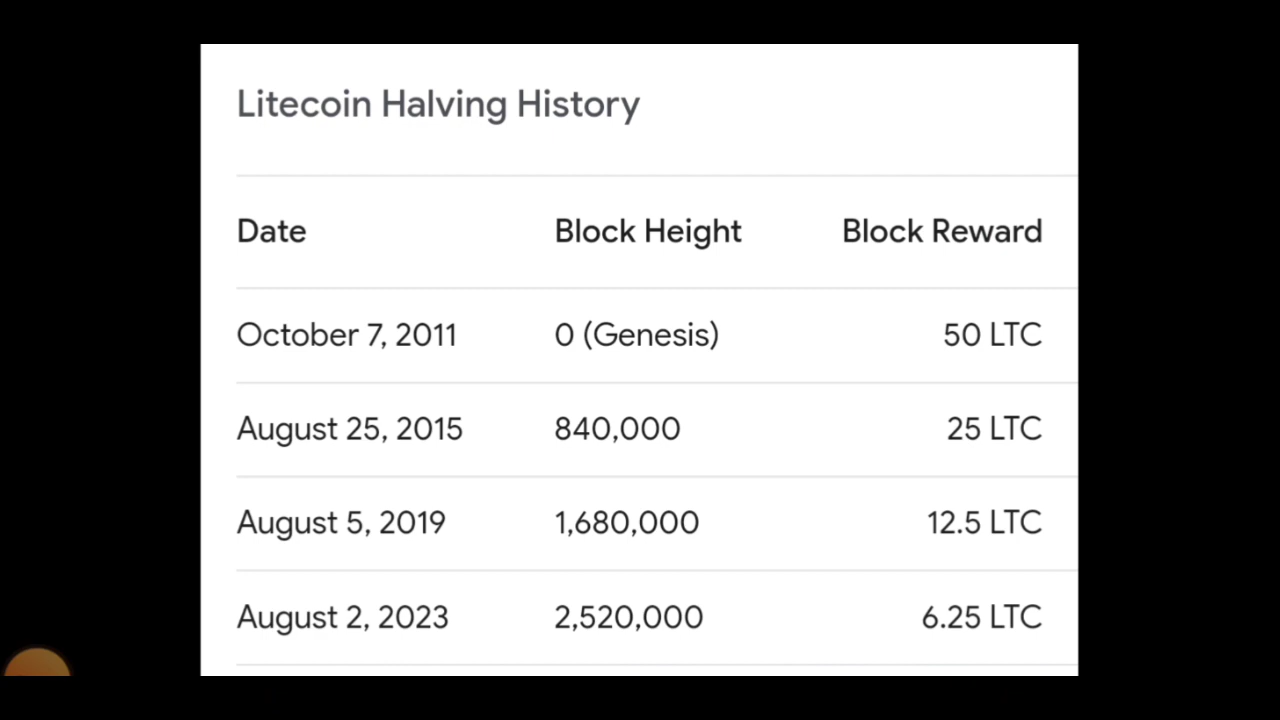 Litecoin Halving History
Date Block Height Block Reward
October 7, 2011 0 (Genesis) 50 LTC
August 25, 2015 840,000 25 LTC
August 5, 2019 1,680,000 12.5 LTC
August 2, 2023 2,520,000 6.25 LTC